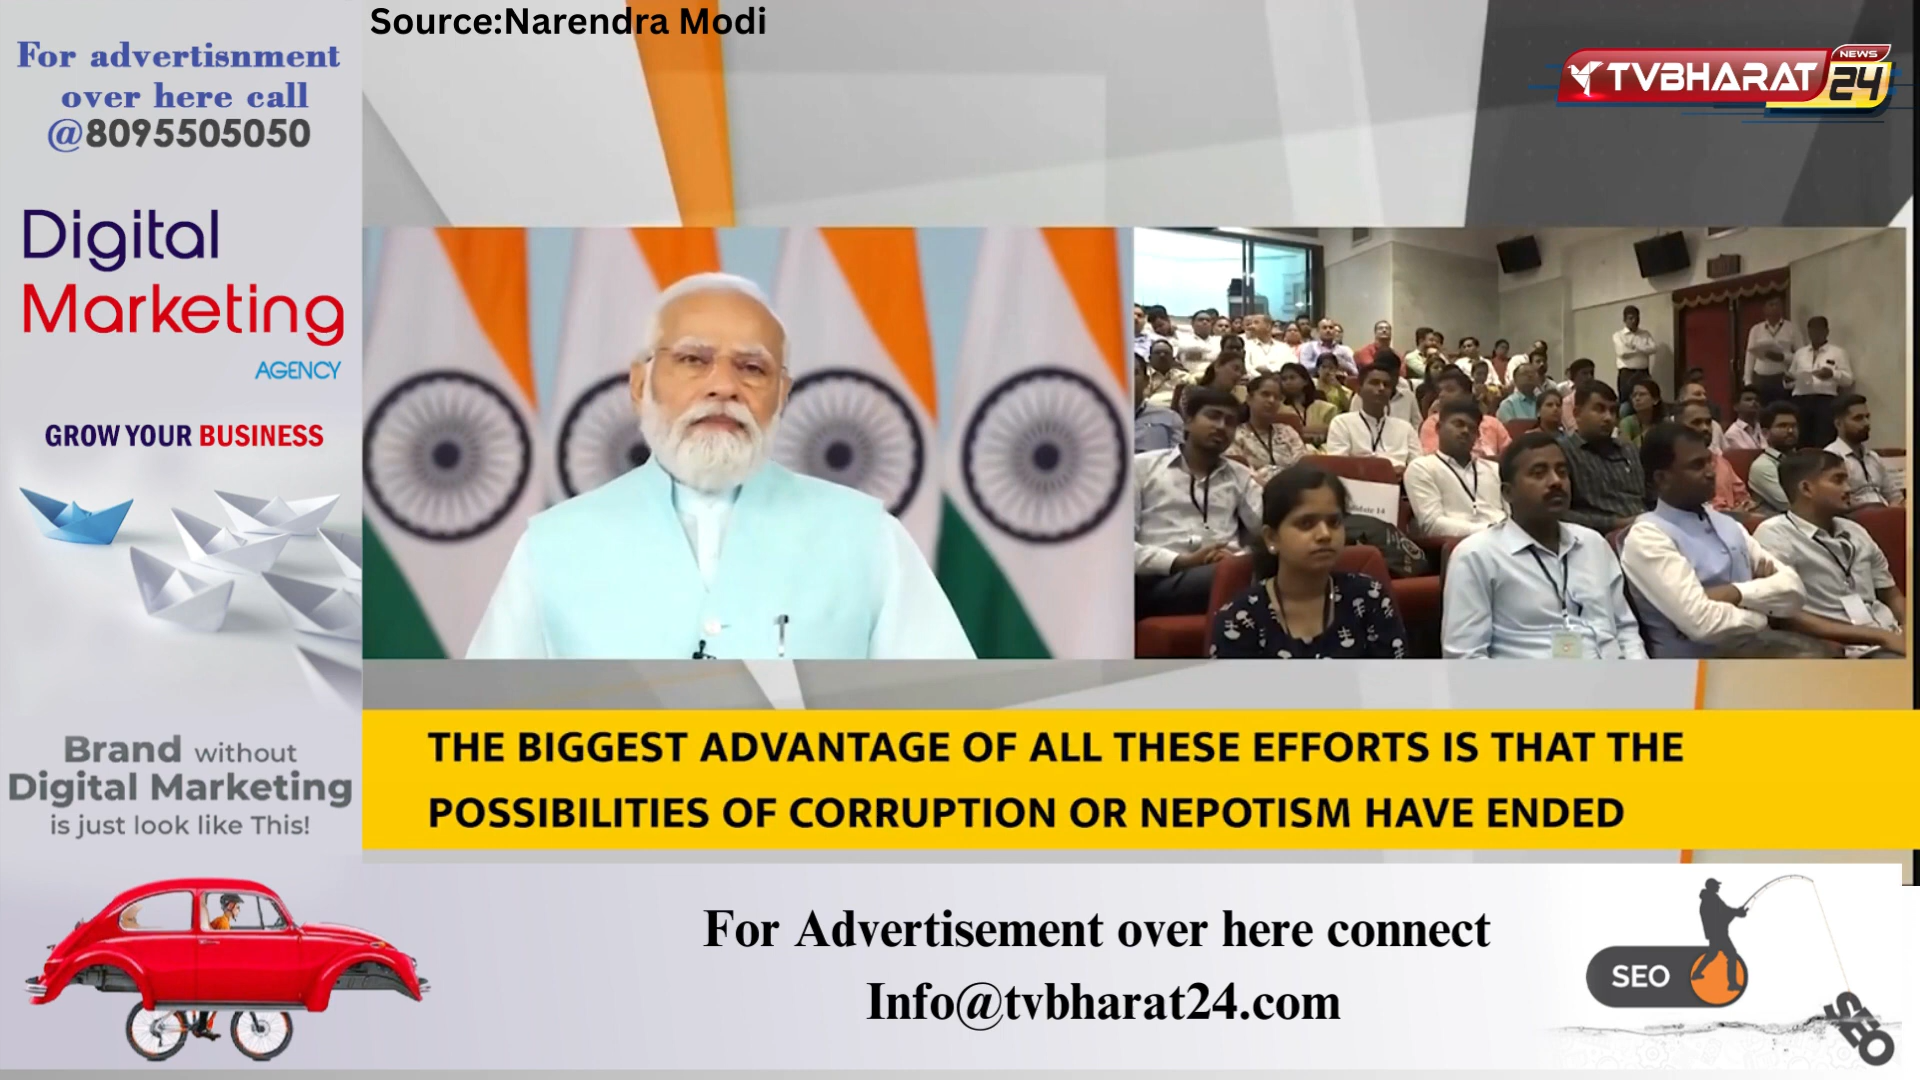 Source:Narendra Modi
For advertisnment
over here call
@8095505050
TVBHARAT
NEWS
24
Digital
Marketing
AGENCY
GROW YOUR BUSINESS
Brand without
Digital Marketing
is just look like This!
THE BIGGEST ADVANTAGE OF ALL THESE EFFORTS IS THAT THE
POSSIBILITIES OF CORRUPTION OR NEPOTISM HAVE ENDED
For Advertisement over here connect
Info@tvbharat24.com
SEO
SEO